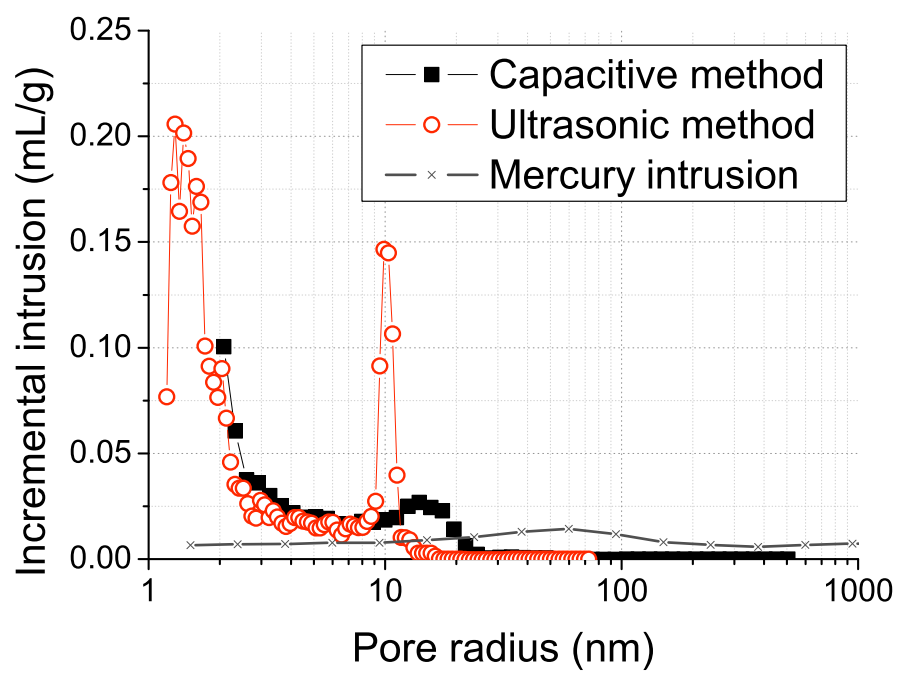 0.25
0.20
0.15
0.10
0.05
0.00
Incremental intrusion (mL/g)
Capacitive method
Ultrasonic method
Mercury intrusion
1 10 100 1000
Pore radius (nm)